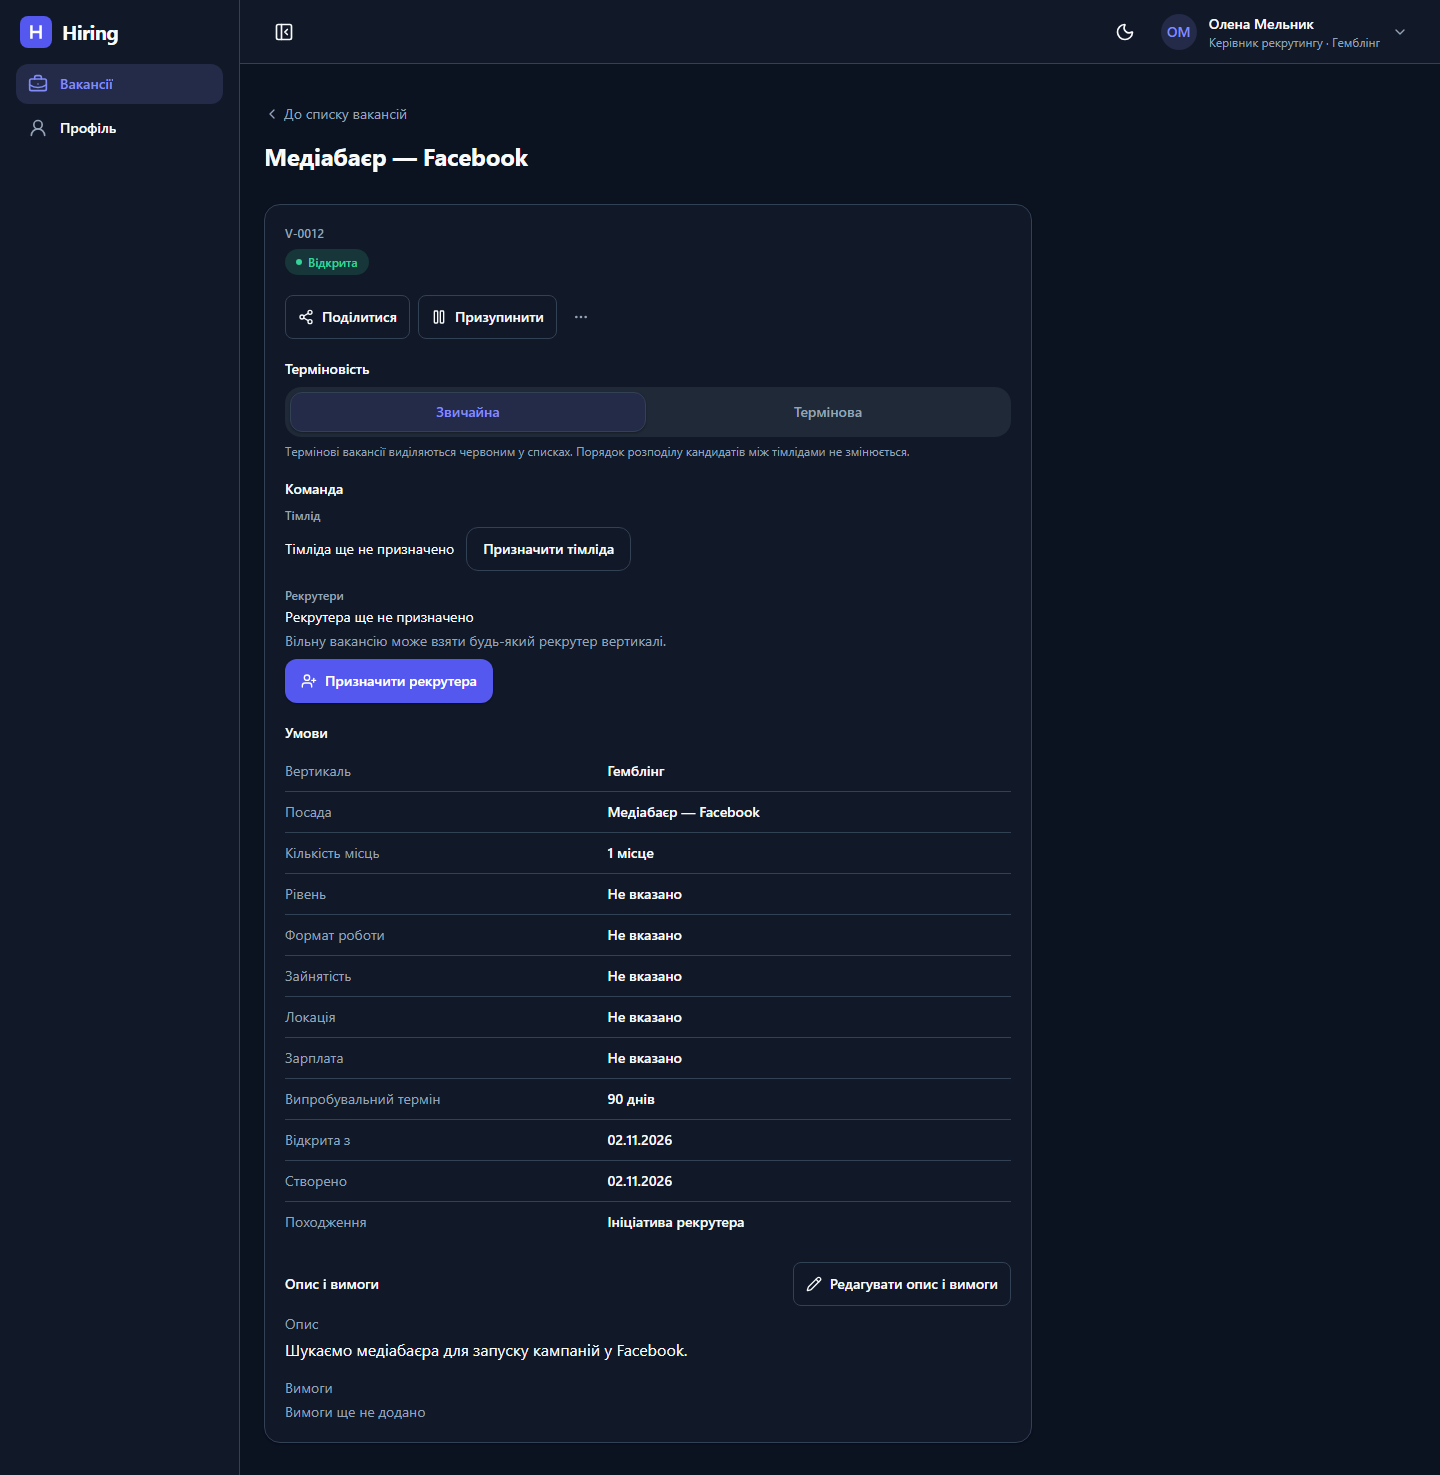 H Hiring
Вакансії
Профіль
ОМ
Олена Мельник
Керівник рекрутингу · Гемблінг
До списку вакансій
Медіабаєр — Facebook
V-0012
Відкрита
Поділитися
Призупинити
Терміновість
Звичайна
Термінова
Термінові вакансії виділяються червоним у списках. Порядок розподілу кандидатів між тімлідами не змінюється.
Команда
Тімлід
Тімліда ще не призначено
Призначити тімліда
Рекрутери
Рекрутера ще не призначено
Вільну вакансію може взяти будь-який рекрутер вертикалі.
Призначити рекрутера
Умови
Вертикаль Гемблінг
Посада Медіабаєр — Facebook
Кількість місць 1 місце
Рівень Не вказано
Формат роботи Не вказано
Зайнятість Не вказано
Локація Не вказано
Зарплата Не вказано
Випробувальний термін 90 днів
Відкрита з 02.11.2026
Створено 02.11.2026
Походження Ініціатива рекрутера
Опис і вимоги
Редагувати опис і вимоги
Опис
Шукаємо медіабаєра для запуску кампаній у Facebook.
Вимоги
Вимоги ще не додано